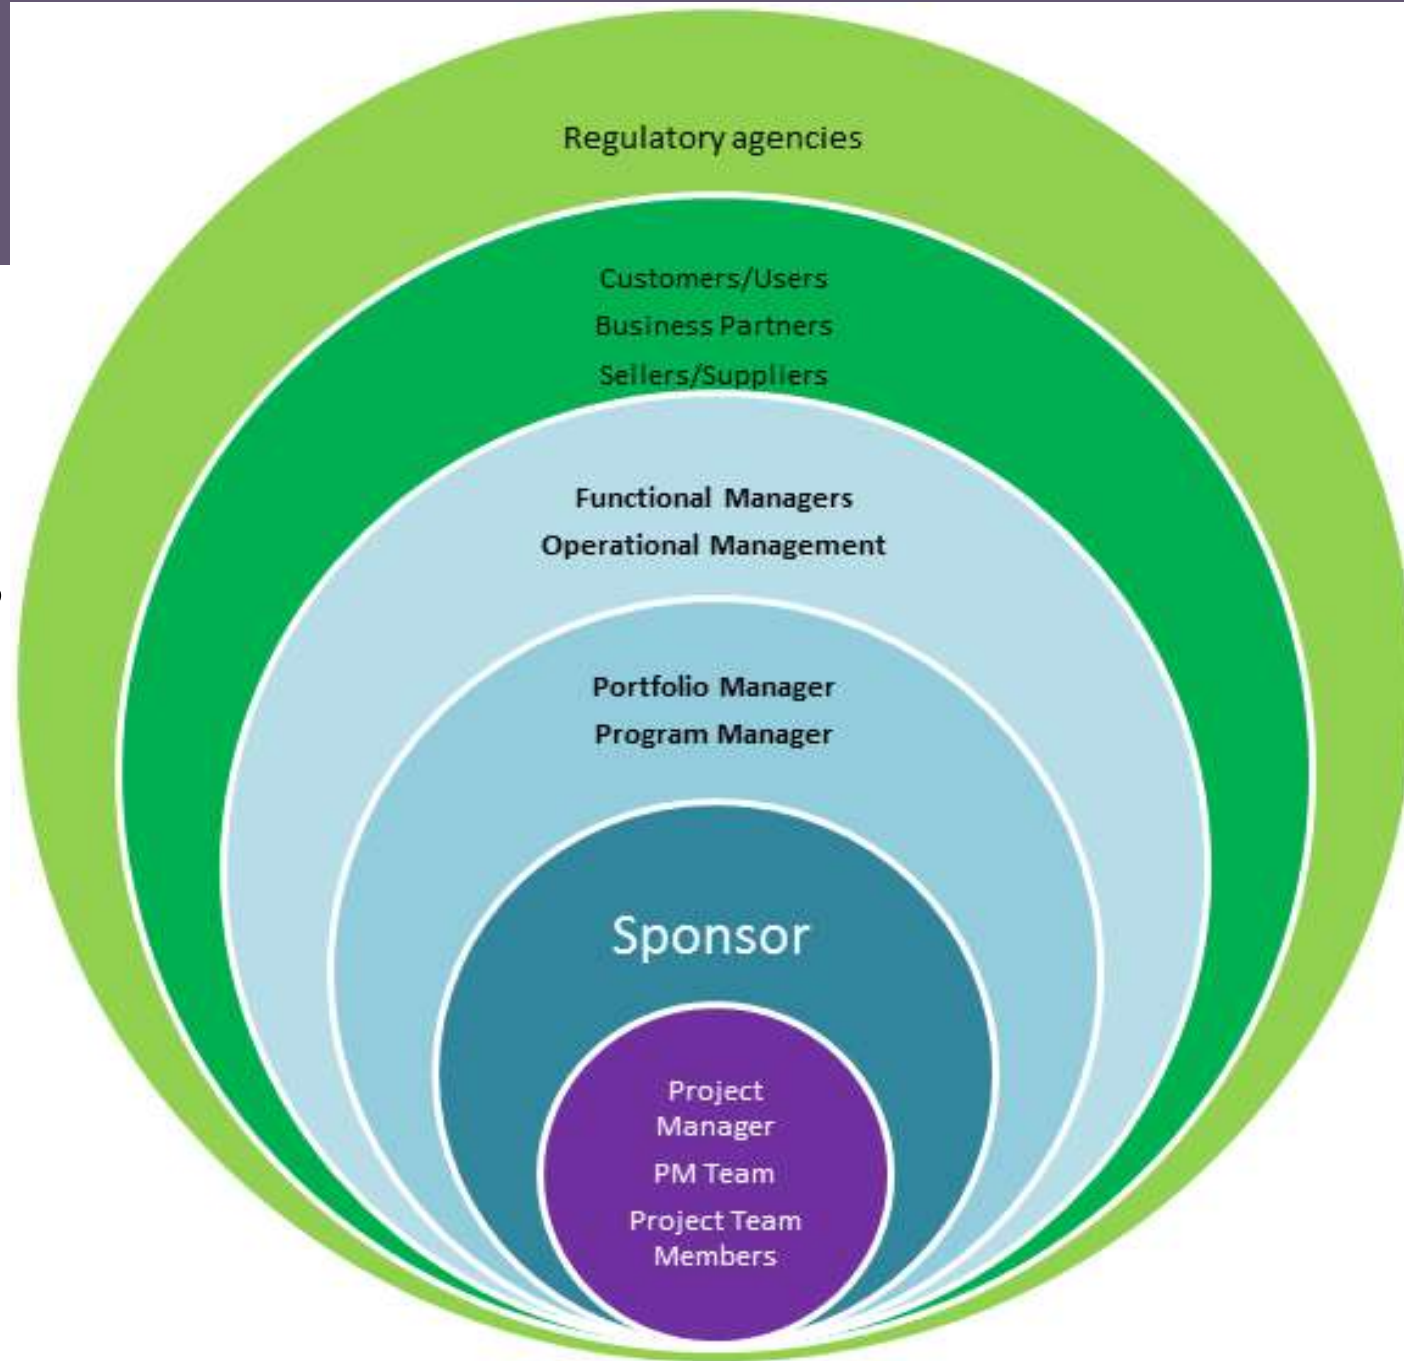 Regulatory agencies
Customers/Users
Business Partners
Sellers/Suppliers
Functional Managers
Operational Management
Portfolio Manager
Program Manager
Sponsor
Project
Manager
PM Team
Project Team
Members